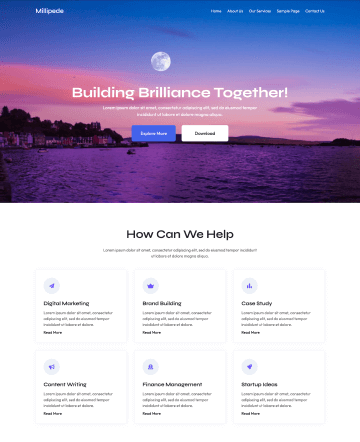 Millipede
Home About Us Our Services Sample Page Contact Us
Building Brilliance Together!
Lorem ipsum dolor sit amet, consectetur adipiscing elit, sed do eiusmod tempor
incididunt ut labore et dolore magna aliqua.
Explore More Download
How Can We Help
Lorem ipsum dolor sit amet, consectetur adipiscing elit, sed do eiusmod tempor incididunt ut labore et dolore
magna aliqua.
Digital Marketing
Lorem ipsum dolor sit amet, consectetur
adipiscing elit, sed do eiusmod tempor
incididunt ut labore et dolore.
Read More
Brand Building
Lorem ipsum dolor sit amet, consectetur
adipiscing elit, sed do eiusmod tempor
incididunt ut labore et dolore.
Read More
Case Study
Lorem ipsum dolor sit amet, consectetur
adipiscing elit, sed do eiusmod tempor
incididunt ut labore et dolore.
Read More
Content Writing
Lorem ipsum dolor sit amet, consectetur
adipiscing elit, sed do eiusmod tempor
incididunt ut labore et dolore.
Read More
Finance Management
Lorem ipsum dolor sit amet, consectetur
adipiscing elit, sed do eiusmod tempor
incididunt ut labore et dolore.
Read More
Startup Ideas
Lorem ipsum dolor sit amet, consectetur
adipiscing elit, sed do eiusmod tempor
incididunt ut labore et dolore.
Read More